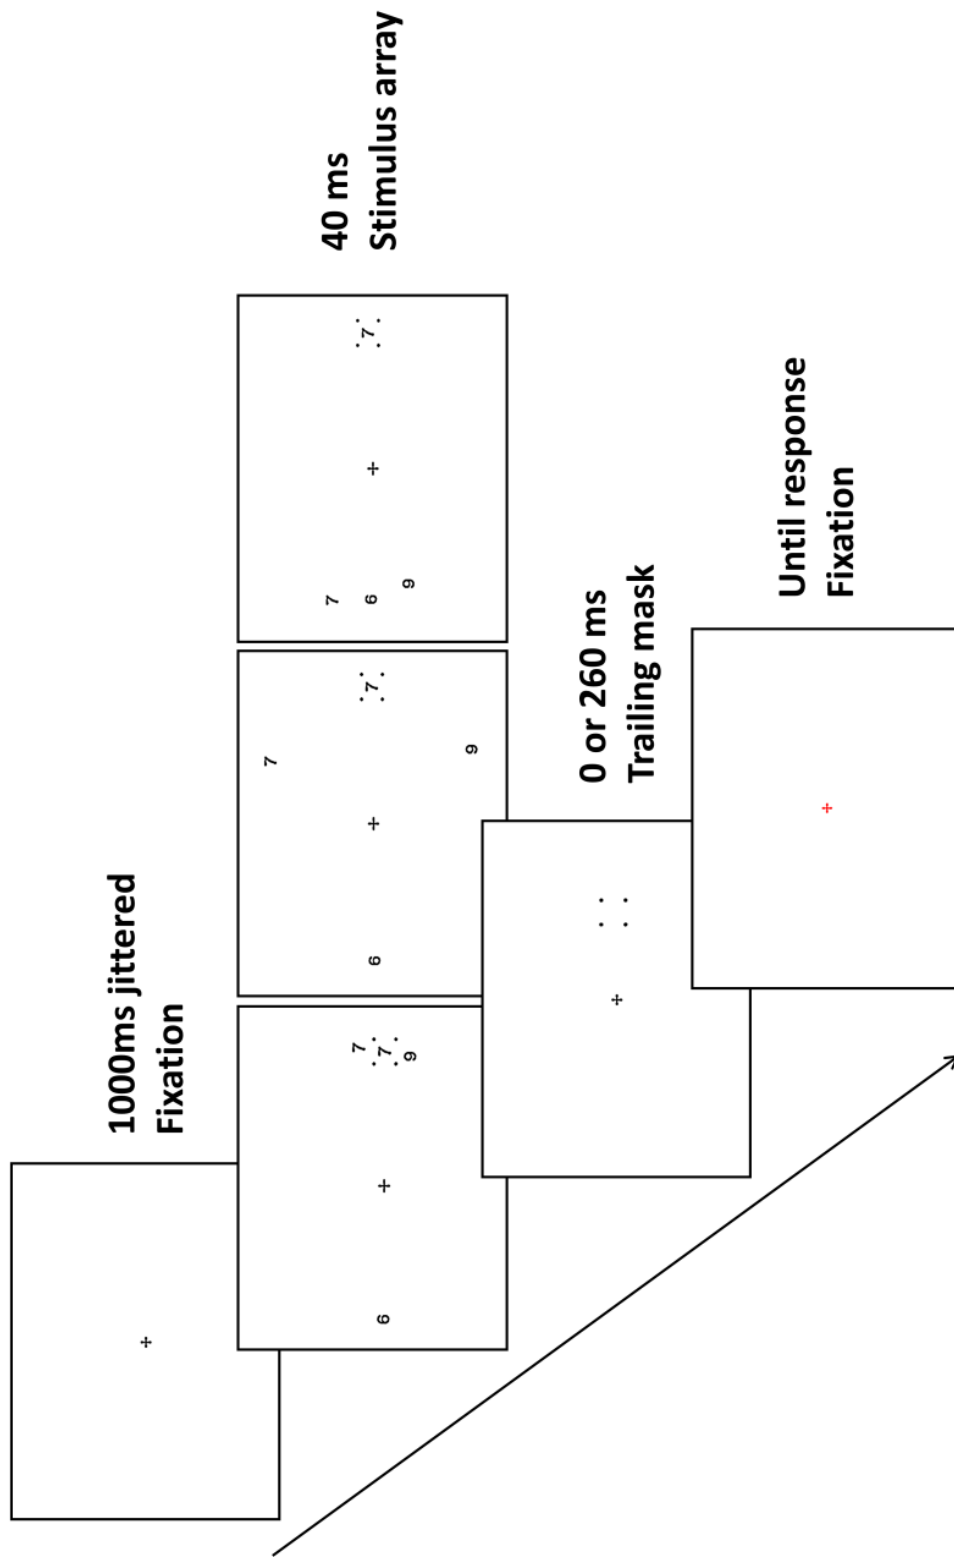 1000ms jittered
Fixation
7
6 7
9
7
6 7
9
7
6 7
9
40 ms
Stimulus array
0 or 260 ms
Trailing mask
Until response
Fixation